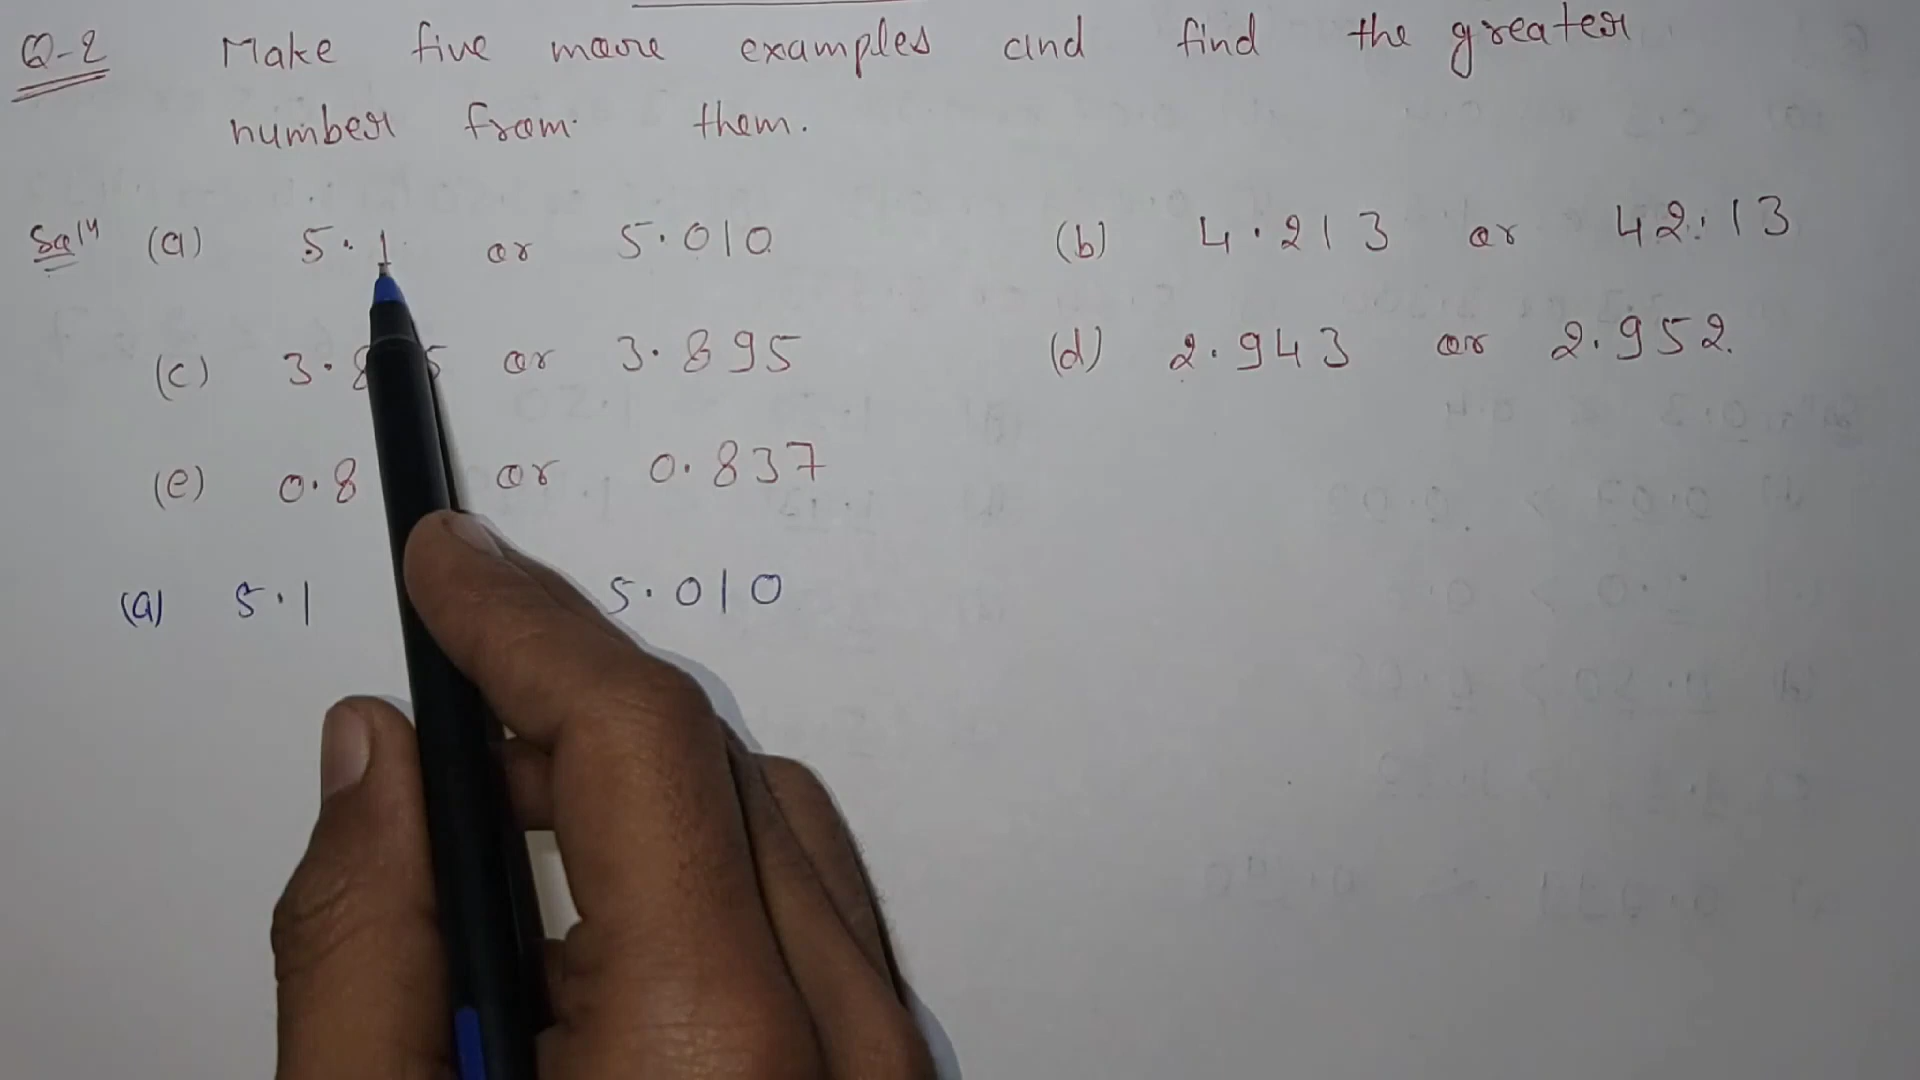 Q-2 Make five more examples and find the greater
number from them.
Solⁿ (a) 5.1 or 5.010 (b) 4.213 or 42.13
(c) 3. or 3.895 (d) 2.943 or 2.952
(e) 0.8 or 0.837
(a) 5.1 5.010